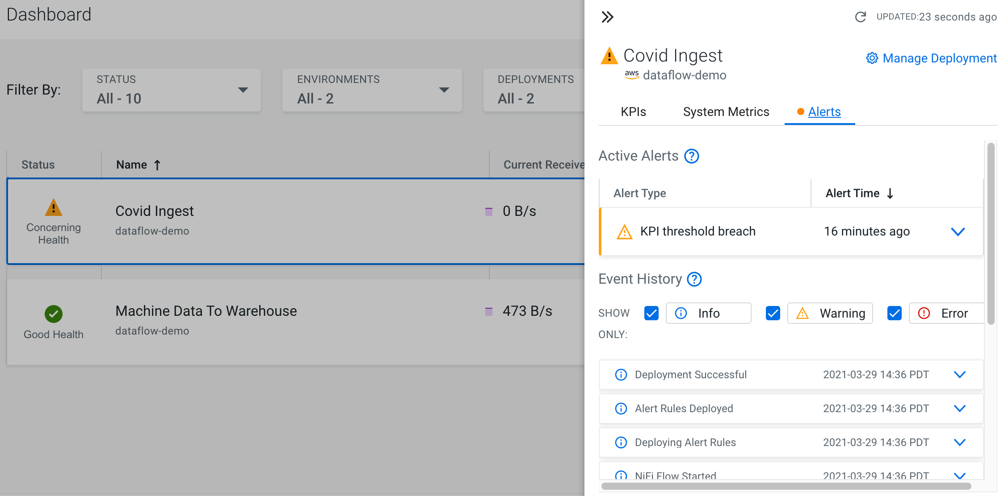 Dashboard
Filter By:
STATUS
All - 10
ENVIRONMENTS
All - 2
DEPLOYMENTS
All - 2
Status
Name
Current Receive
Concerning
Health
Covid Ingest
dataflow-demo
0 B/s
Good Health
Machine Data To Warehouse
dataflow-demo
473 B/s
UPDATED:23 seconds ago
Covid Ingest
aws dataflow-demo
Manage Deployment
KPIs
System Metrics
Alerts
Active Alerts
Alert Type
Alert Time
KPI threshold breach
16 minutes ago
Event History
SHOW
ONLY:
Info
Warning
Error
Deployment Successful
2021-03-29 14:36 PDT
Alert Rules Deployed
2021-03-29 14:36 PDT
Deploying Alert Rules
2021-03-29 14:36 PDT
NiFi Flow Started
2021-03-29 14:36 PDT